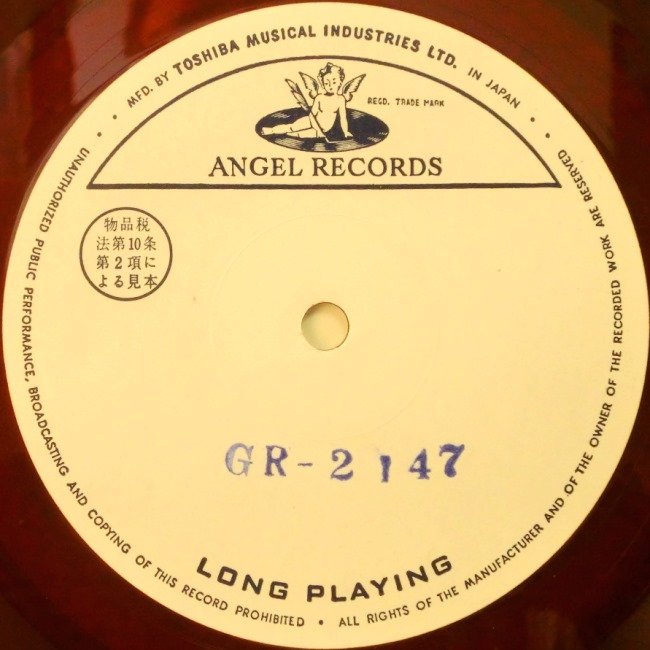 MFD. BY TOSHIBA MUSICAL INDUSTRIES LTD. IN JAPAN
REGD. TRADE MARK
ANGEL RECORDS
物品税
法第10条
第2項に
よる見本
GR-2147
LONG PLAYING
UNAUTHORIZED PUBLIC PERFORMANCE, BROADCASTING AND COPYING OF THIS RECORD PROHIBITED • ALL RIGHTS OF THE MANUFACTURER AND OF THE OWNER OF THE RECORDED WORK ARE RESERVED